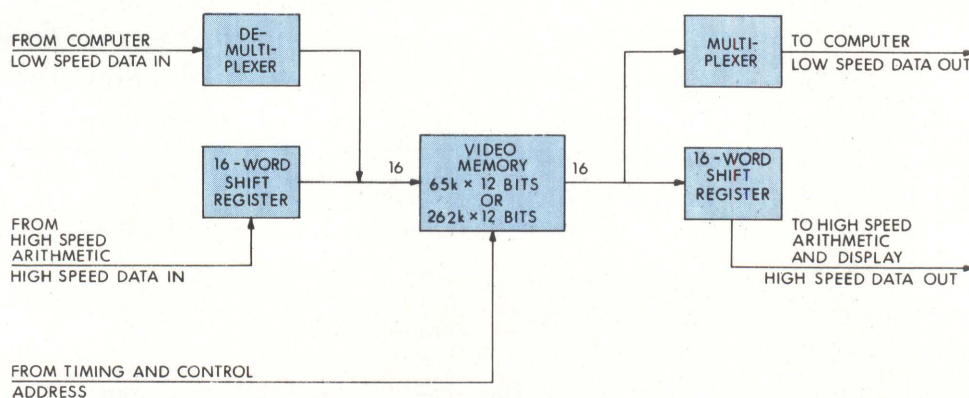 FROM COMPUTER
LOW SPEED DATA IN
DE-
MULTI-
PLEXER
MULTI-
PLEXER
TO COMPUTER
LOW SPEED DATA OUT
16-WORD
SHIFT
REGISTER
16
VIDEO
MEMORY
65k × 12 BITS
OR
262k × 12 BITS
16
16-WORD
SHIFT
REGISTER
FROM
HIGH SPEED
ARITHMETIC
HIGH SPEED DATA IN
TO HIGH SPEED
ARITHMETIC
AND DISPLAY
HIGH SPEED DATA OUT
FROM TIMING AND CONTROL
ADDRESS